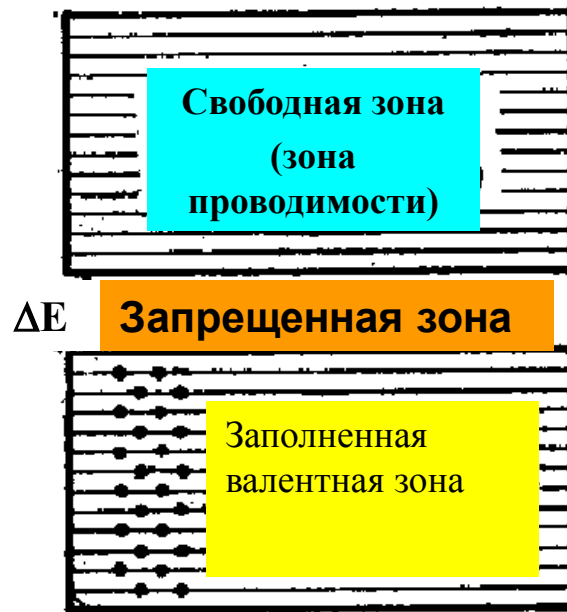 Свободная зона
(зона
проводимости)
ΔE Запрещенная зона
Заполненная
валентная зона